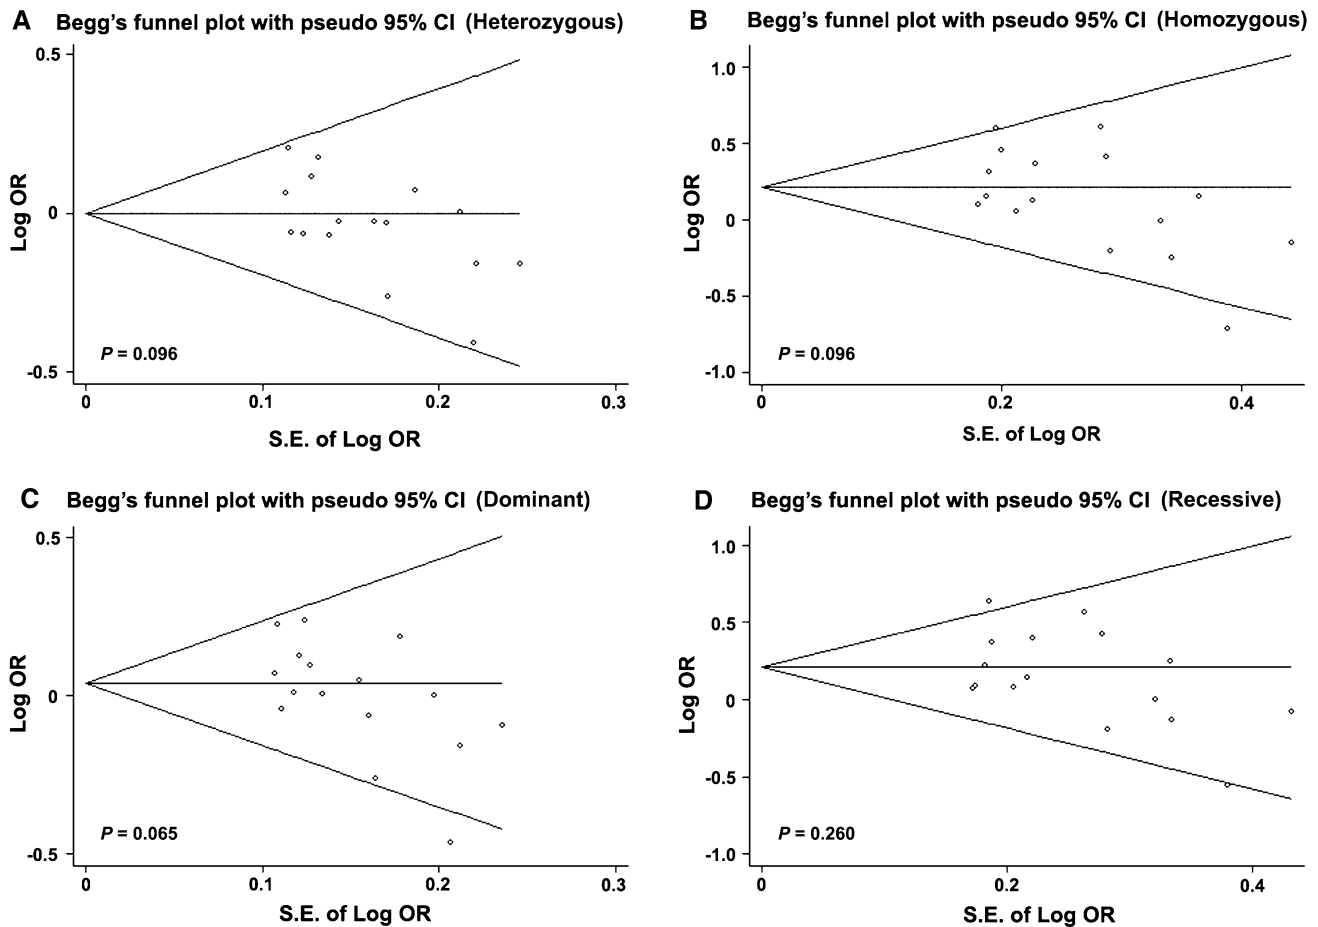 A Begg's funnel plot with pseudo 95% CI (Heterozygous)
0.5
0
-0.5
Log OR
P = 0.096
0 0.1 0.2 0.3
S.E. of Log OR
B Begg's funnel plot with pseudo 95% CI (Homozygous)
1.0
0.5
0
-0.5
-1.0
Log OR
P = 0.096
0 0.2 0.4
S.E. of Log OR
C Begg's funnel plot with pseudo 95% CI (Dominant)
0.5
0
-0.5
Log OR
P = 0.065
0 0.1 0.2 0.3
S.E. of Log OR
D Begg's funnel plot with pseudo 95% CI (Recessive)
1.0
0.5
0
-0.5
-1.0
Log OR
P = 0.260
0 0.2 0.4
S.E. of Log OR